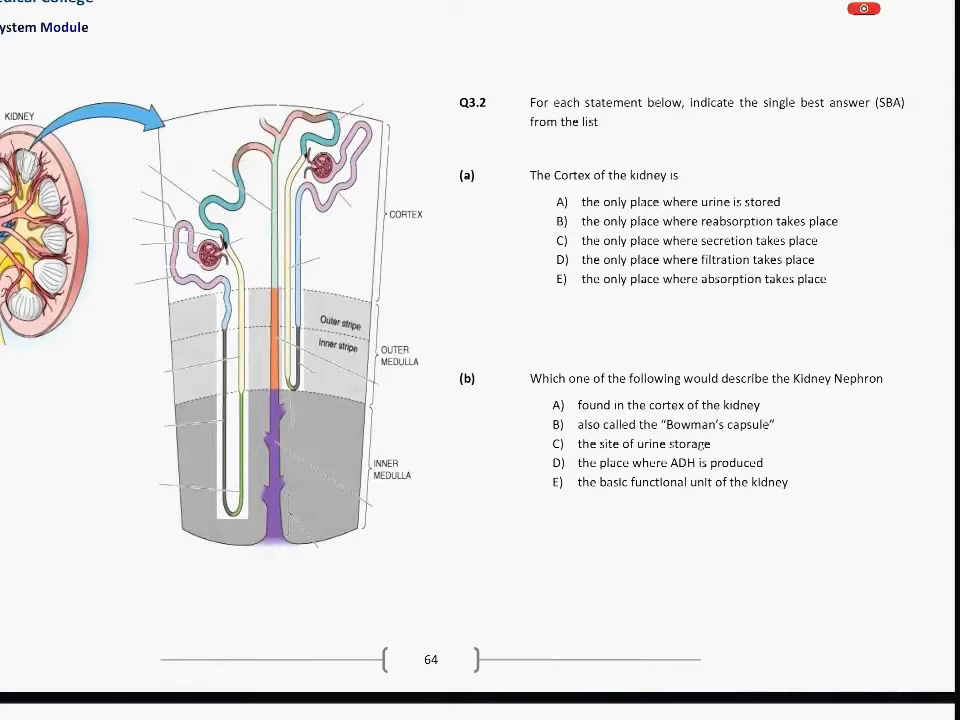 edical College
ystem Module
KIDNEY
CORTEX
Outer stripe
Inner stripe
OUTER
MEDULLA
INNER
MEDULLA
Q3.2 For each statement below, indicate the single best answer (SBA)
from the list
(a) The Cortex of the kidney is
A) the only place where urine is stored
B) the only place where reabsorption takes place
C) the only place where secretion takes place
D) the only place where filtration takes place
E) the only place where absorption takes place
(b) Which one of the following would describe the Kidney Nephron
A) found in the cortex of the kidney
B) also called the “Bowman’s capsule”
C) the site of urine storage
D) the place where ADH is produced
E) the basic functional unit of the kidney
64